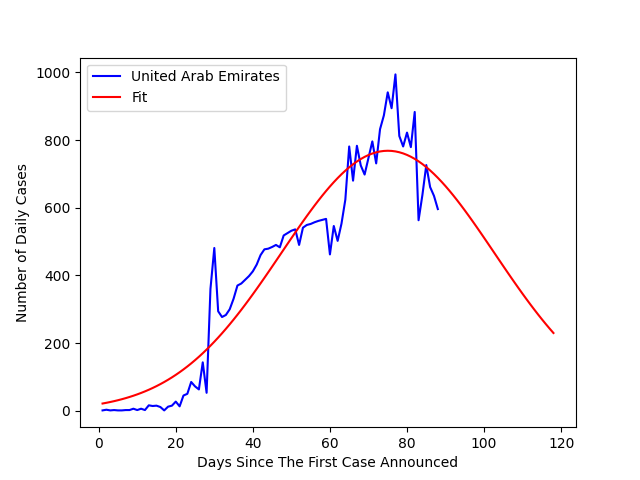 United Arab Emirates
Fit
Number of Daily Cases
1000
800
600
400
200
0
0 20 40 60 80 100 120
Days Since The First Case Announced